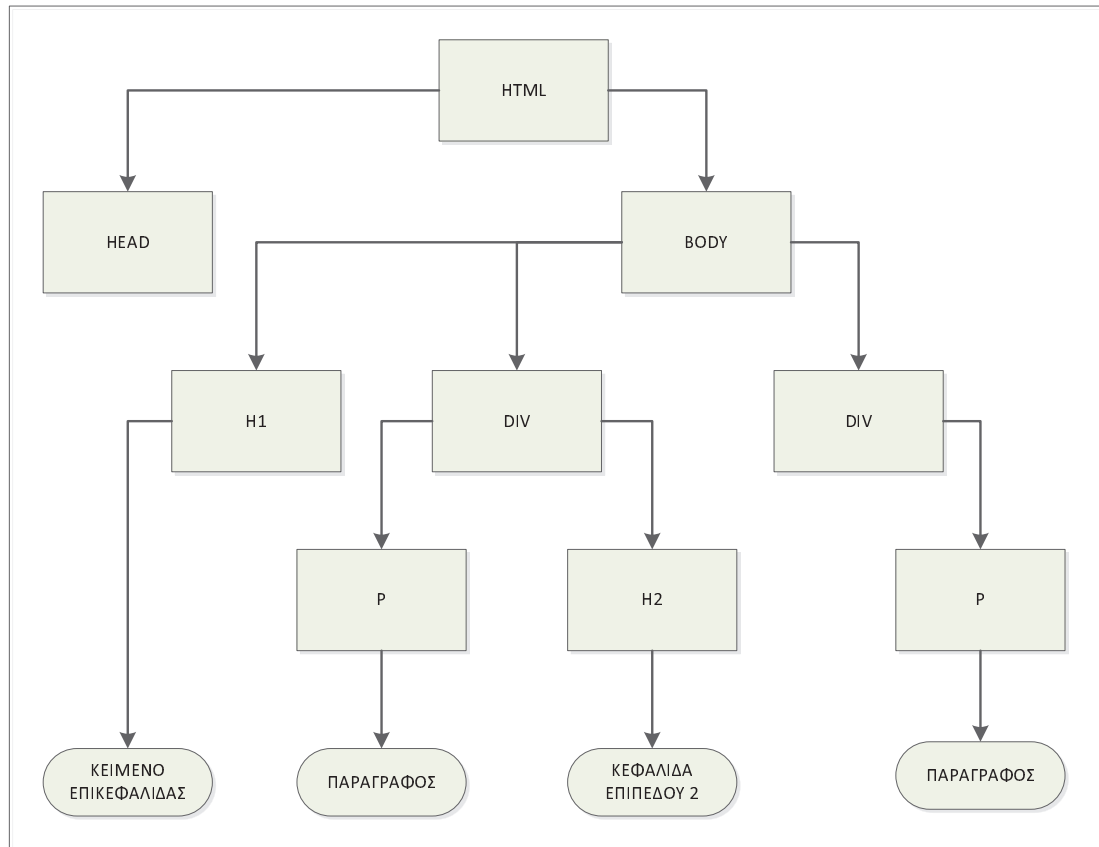 HTML
HEAD
BODY
H1
DIV
DIV
P
H2
P
ΚΕΙΜΕΝΟ
ΕΠΙΚΕΦΑΛΙΔΑΣ
ΠΑΡΑΓΡΑΦΟΣ
ΚΕΦΑΛΙΔΑ
ΕΠΙΠΕΔΟΥ 2
ΠΑΡΑΓΡΑΦΟΣ